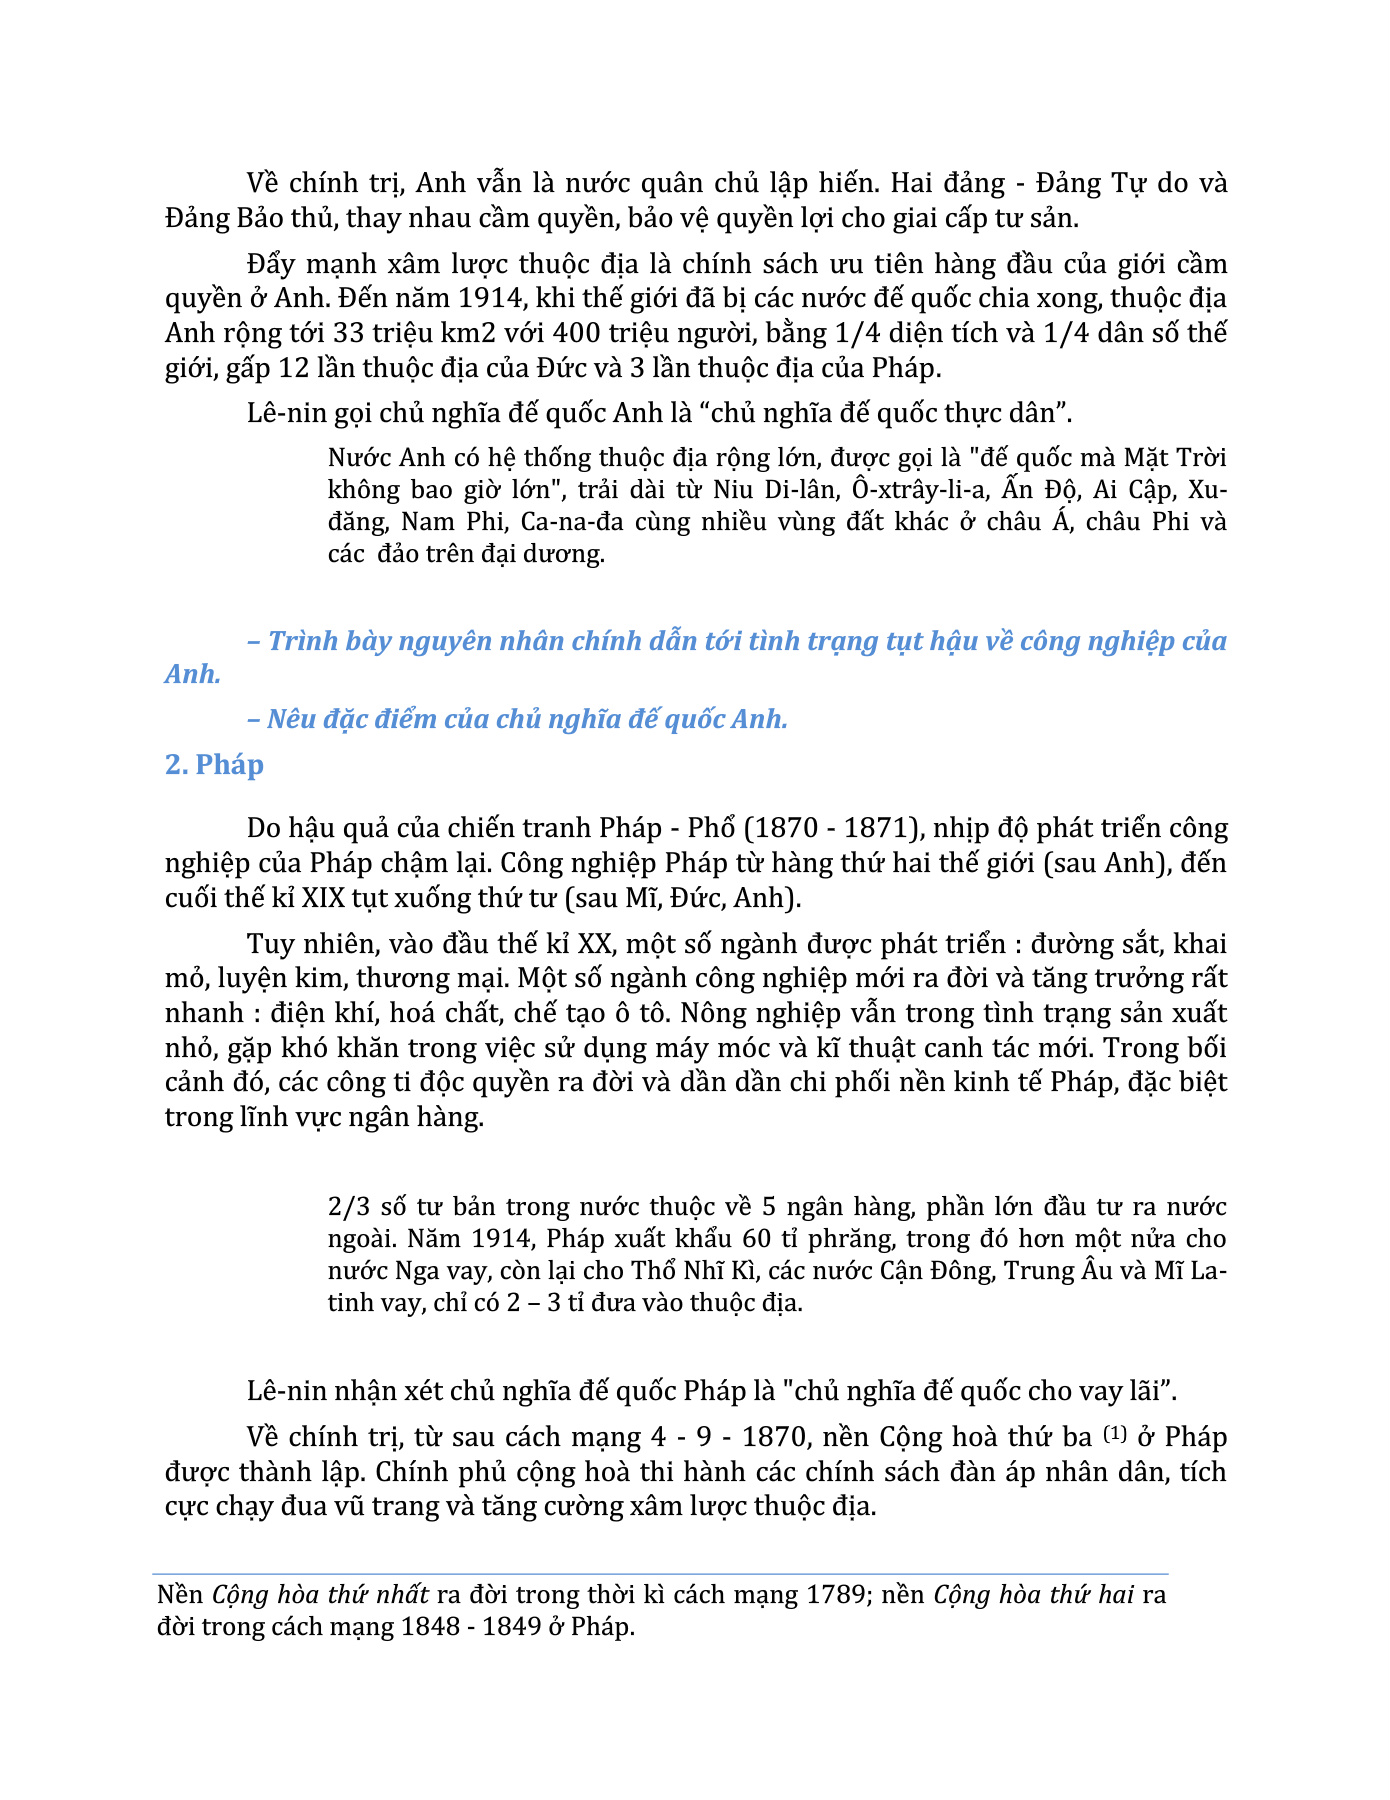 Về chính trị, Anh vẫn là nước quân chủ lập hiến. Hai đảng - Đảng Tự do và
Đảng Bảo thủ, thay nhau cầm quyền, bảo vệ quyền lợi cho giai cấp tư sản.
Đẩy mạnh xâm lược thuộc địa là chính sách ưu tiên hàng đầu của giới cầm
quyền ở Anh. Đến năm 1914, khi thế giới đã bị các nước đế quốc chia xong, thuộc địa
Anh rộng tới 33 triệu km2 với 400 triệu người, bằng 1/4 diện tích và 1/4 dân số thế
giới, gấp 12 lần thuộc địa của Đức và 3 lần thuộc địa của Pháp.
Lê-nin gọi chủ nghĩa đế quốc Anh là “chủ nghĩa đế quốc thực dân”.
Nước Anh có hệ thống thuộc địa rộng lớn, được gọi là "đế quốc mà Mặt Trời
không bao giờ lớn", trải dài từ Niu Di-lân, Ô-xtrây-li-a, Ấn Độ, Ai Cập, Xu-
đăng, Nam Phi, Ca-na-đa cùng nhiều vùng đất khác ở châu Á, châu Phi và
các  đảo trên đại dương.
– Trình bày nguyên nhân chính dẫn tới tình trạng tụt hậu về công nghiệp của
Anh.
– Nêu đặc điểm của chủ nghĩa đế quốc Anh.
2. Pháp
Do hậu quả của chiến tranh Pháp - Phổ (1870 - 1871), nhịp độ phát triển công
nghiệp của Pháp chậm lại. Công nghiệp Pháp từ hàng thứ hai thế giới (sau Anh), đến
cuối thế kỉ XIX tụt xuống thứ tư (sau Mĩ, Đức, Anh).
Tuy nhiên, vào đầu thế kỉ XX, một số ngành được phát triển : đường sắt, khai
mỏ, luyện kim, thương mại. Một số ngành công nghiệp mới ra đời và tăng trưởng rất
nhanh : điện khí, hoá chất, chế tạo ô tô. Nông nghiệp vẫn trong tình trạng sản xuất
nhỏ, gặp khó khăn trong việc sử dụng máy móc và kĩ thuật canh tác mới. Trong bối
cảnh đó, các công ti độc quyền ra đời và dần dần chi phối nền kinh tế Pháp, đặc biệt
trong lĩnh vực ngân hàng.
2/3 số tư bản trong nước thuộc về 5 ngân hàng, phần lớn đầu tư ra nước
ngoài. Năm 1914, Pháp xuất khẩu 60 tỉ phrăng, trong đó hơn một nửa cho
nước Nga vay, còn lại cho Thổ Nhĩ Kì, các nước Cận Đông, Trung Âu và Mĩ La-
tinh vay, chỉ có 2 – 3 tỉ đưa vào thuộc địa.
Lê-nin nhận xét chủ nghĩa đế quốc Pháp là "chủ nghĩa đế quốc cho vay lãi”.
Về chính trị, từ sau cách mạng 4 - 9 - 1870, nền Cộng hoà thứ ba (1) ở Pháp
được thành lập. Chính phủ cộng hoà thi hành các chính sách đàn áp nhân dân, tích
cực chạy đua vũ trang và tăng cường xâm lược thuộc địa.
Nền Cộng hòa thứ nhất ra đời trong thời kì cách mạng 1789; nền Cộng hòa thứ hai ra
đời trong cách mạng 1848 - 1849 ở Pháp.